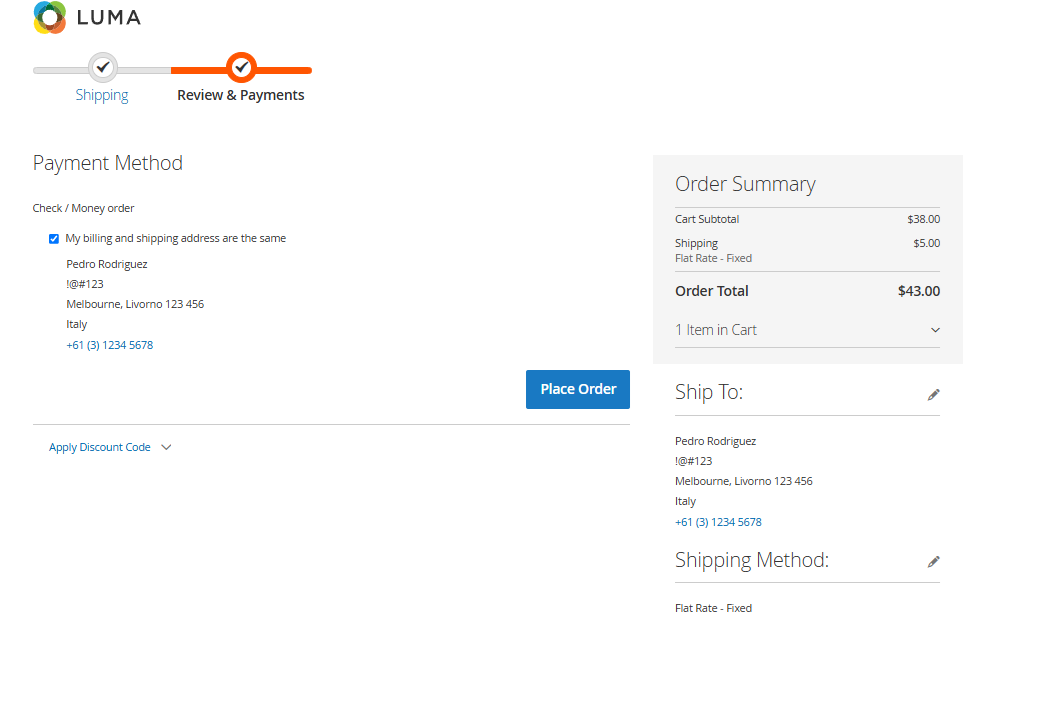 LUMA
Shipping
Review & Payments
Payment Method
Check / Money order
My billing and shipping address are the same
Pedro Rodriguez
!@#123
Melbourne, Livorno 123 456
Italy
+61 (3) 1234 5678
Place Order
Apply Discount Code
Order Summary
Cart Subtotal $38.00
Shipping $5.00
Flat Rate - Fixed
Order Total $43.00
1 Item in Cart
Ship To:
Pedro Rodriguez
!@#123
Melbourne, Livorno 123 456
Italy
+61 (3) 1234 5678
Shipping Method:
Flat Rate - Fixed